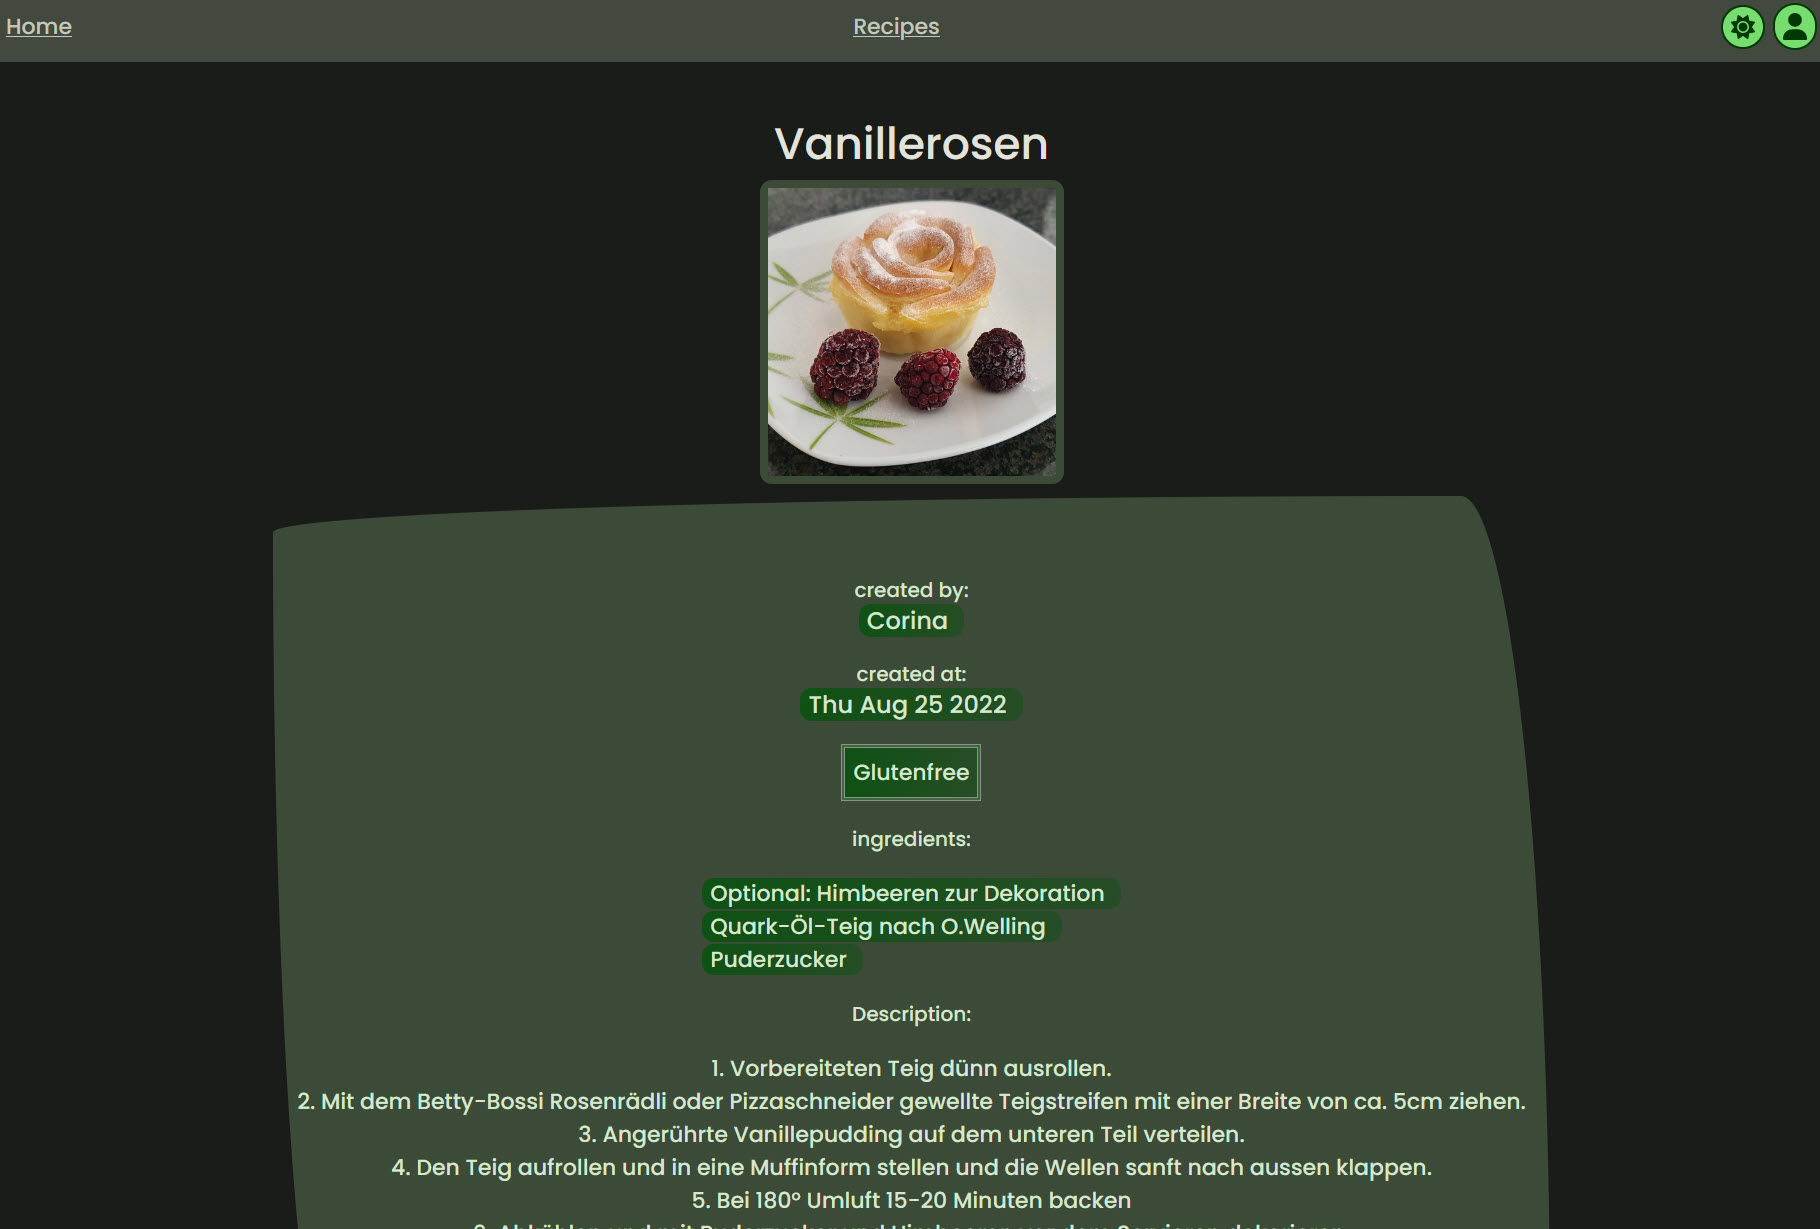 Home
Recipes
Vanillerosen
created by:
Corina
created at:
Thu Aug 25 2022
Glutenfree
ingredients:
Optional: Himbeeren zur Dekoration
Quark-Öl-Teig nach O.Welling
Puderzucker
Description:
1. Vorbereiteten Teig dünn ausrollen.
2. Mit dem Betty-Bossi Rosenrädli oder Pizzaschneider gewellte Teigstreifen mit einer Breite von ca. 5cm ziehen.
3. Angerührte Vanillepudding auf dem unteren Teil verteilen.
4. Den Teig aufrollen und in eine Muffinform stellen und die Wellen sanft nach aussen klappen.
5. Bei 180° Umluft 15-20 Minuten backen